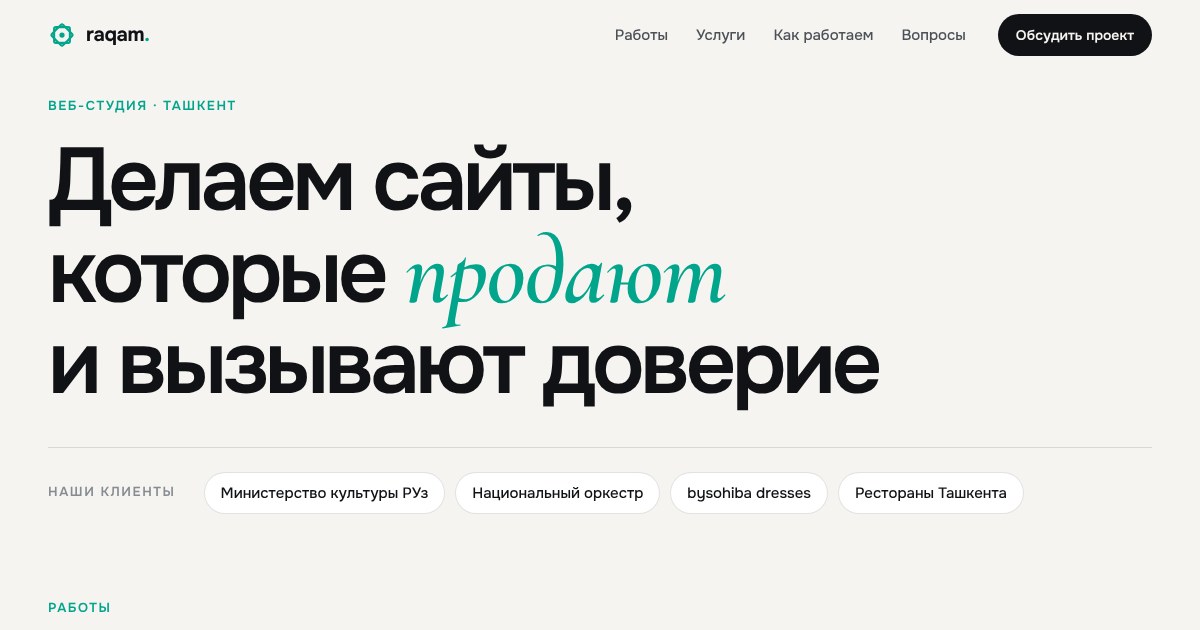 raqam.
Работы Услуги Как работаем Вопросы Обсудить проект
ВЕБ-СТУДИЯ · ТАШКЕНТ
Делаем сайты,
которые продают
и вызывают доверие
НАШИ КЛИЕНТЫ Министерство культуры РУз Национальный оркестр bysohiba dresses Рестораны Ташкента
РАБОТЫ